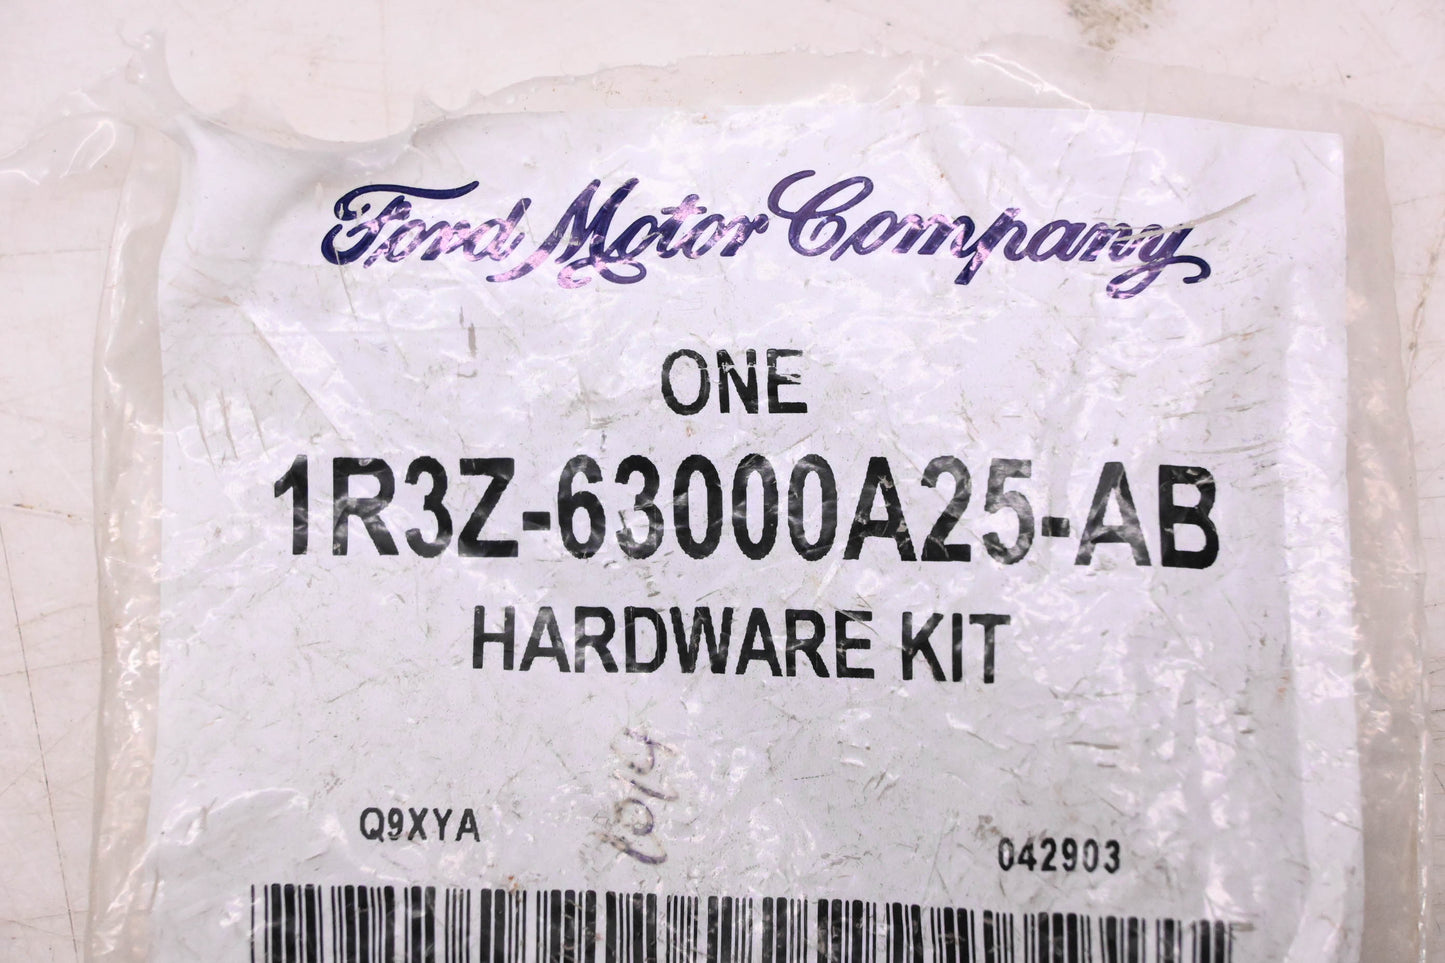 Ford Motor Company
ONE
1R3Z-63000A25-AB
HARDWARE KIT
Q9XYA
042903